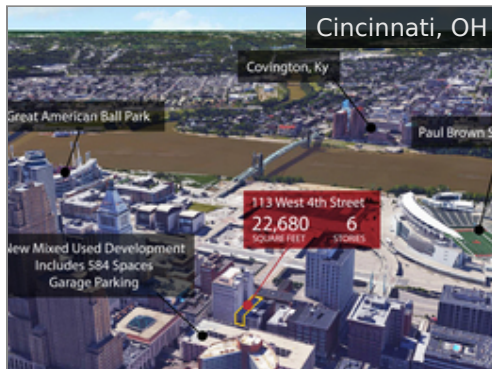 Cincinnati, OH
Covington, Ky
Great American Ball Park
Paul Brown
113 West 4th Street
22,680 6
SQUARE FEET STORIES
New Mixed Used Development
Includes 584 Spaces
Garage Parking